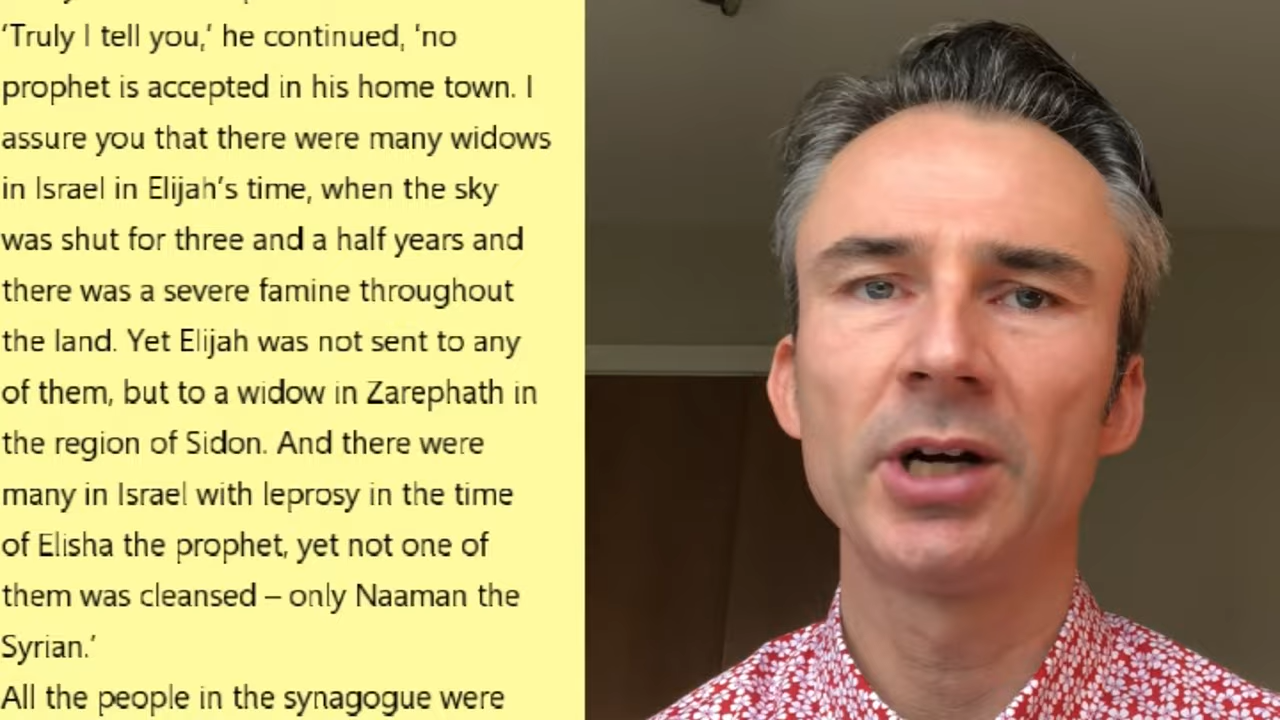 ‘Truly I tell you,’ he continued, ‘no
prophet is accepted in his home town. I
assure you that there were many widows
in Israel in Elijah’s time, when the sky
was shut for three and a half years and
there was a severe famine throughout
the land. Yet Elijah was not sent to any
of them, but to a widow in Zarephath in
the region of Sidon. And there were
many in Israel with leprosy in the time
of Elisha the prophet, yet not one of
them was cleansed – only Naaman the
Syrian.’
All the people in the synagogue were